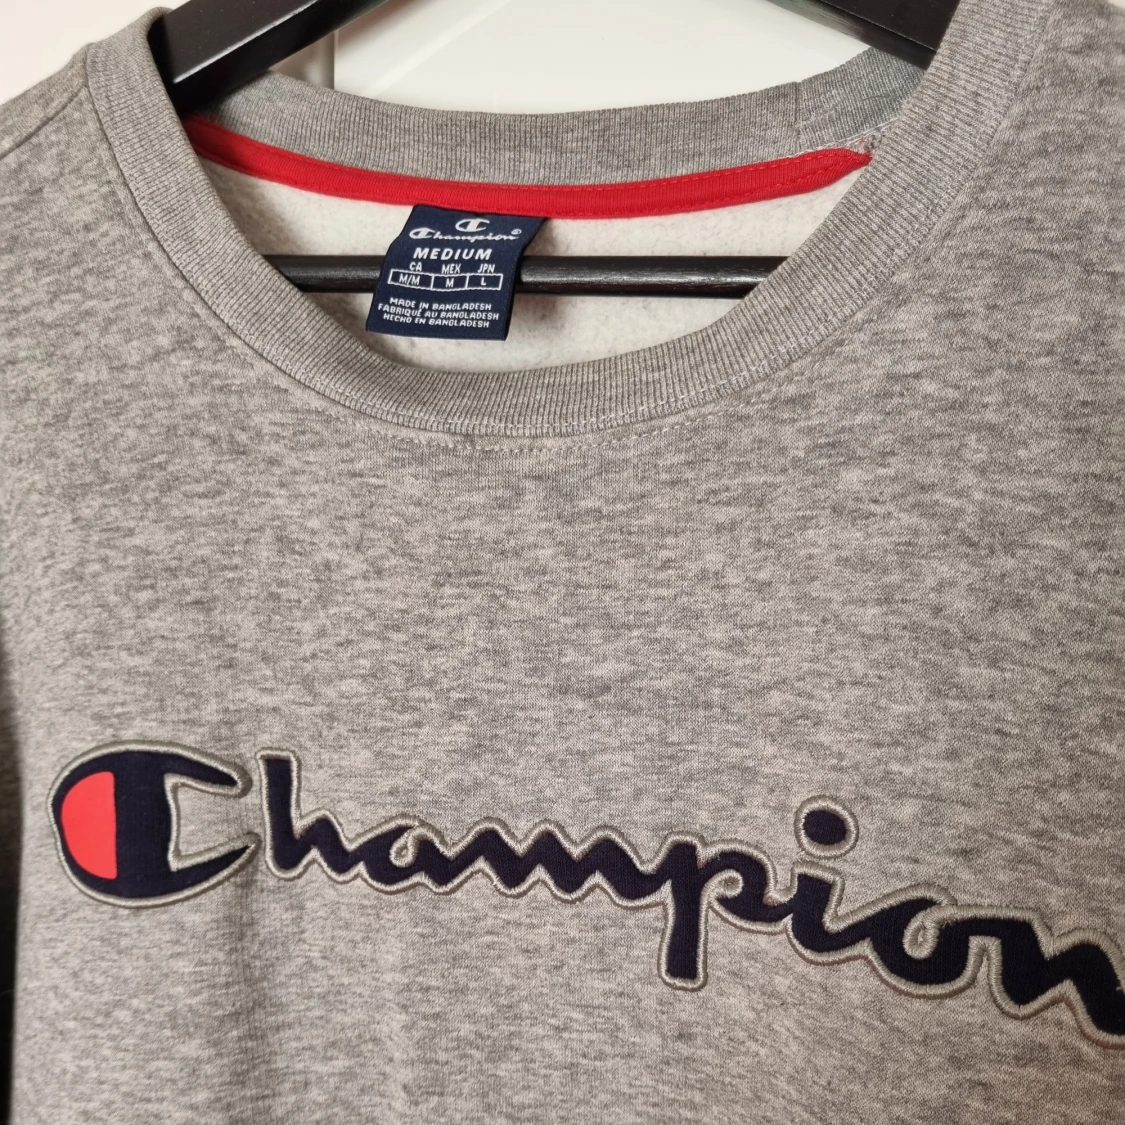 Champion
MEDIUM
CA MEX JPN
M/M M L
MADE IN BANGLADESH
FABRIQUÉ AU BANGLADESH
HECHO EN BANGLADESH
Champion